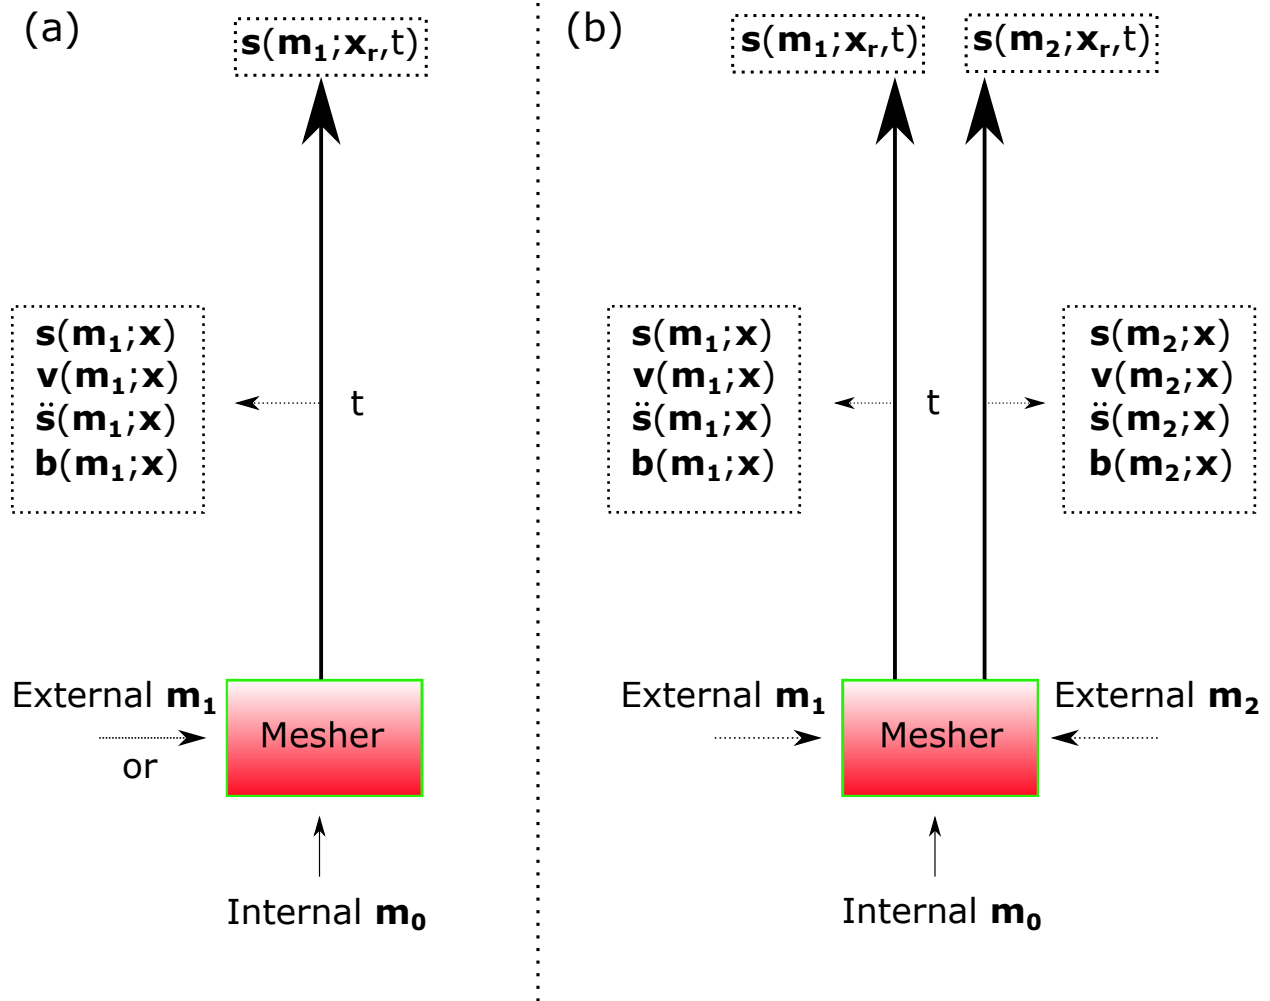 (a)
s(m₁;xᵣ,t)
s(m₁;x)
v(m₁;x)
s̈(m₁;x)
b(m₁;x)
t
External m₁
or
Mesher
Internal m₀
(b)
s(m₁;xᵣ,t)
s(m₂;xᵣ,t)
s(m₁;x)
v(m₁;x)
s̈(m₁;x)
b(m₁;x)
t
s(m₂;x)
v(m₂;x)
s̈(m₂;x)
b(m₂;x)
External m₁
Mesher
External m₂
Internal m₀